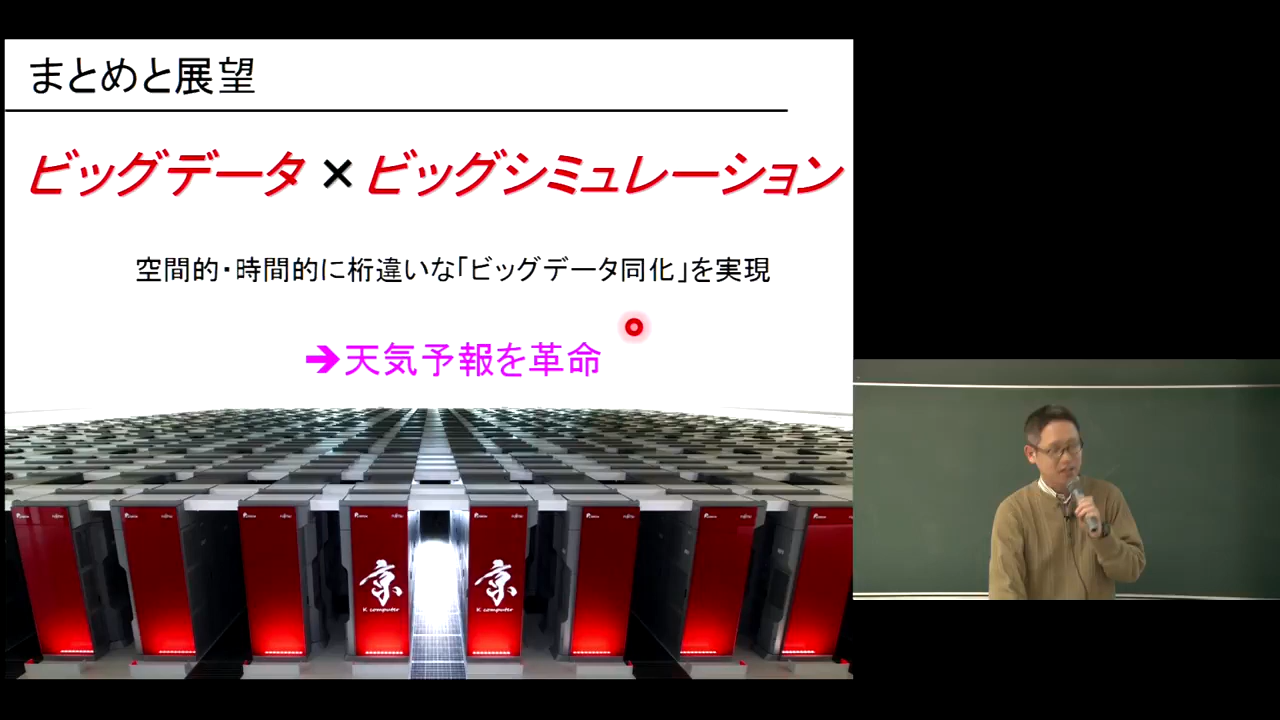 まとめと展望
ビッグデータ×ビッグシミュレーション
空間的・時間的に桁違いな「ビッグデータ同化」を実現
➔天気予報を革命
京
K computer
京
K computer